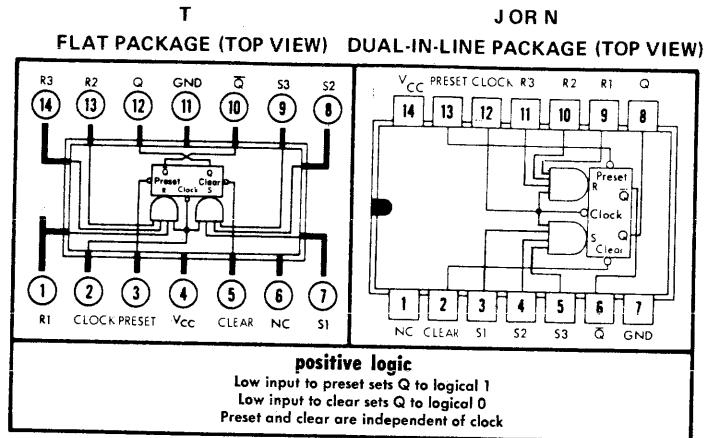 T
FLAT PACKAGE (TOP VIEW)
R3 R2 Q GND Q̅ S3 S2
14 13 12 11 10 9 8
Q̅ Q
Preset Clear
R Clock S
1 2 3 4 5 6 7
R1 CLOCK PRESET VCC CLEAR NC S1
J OR N
DUAL-IN-LINE PACKAGE (TOP VIEW)
VCC PRESET CLOCK R3 R2 R1 Q
14 13 12 11 10 9 8
Preset
R
Q̅
Clock
Q
S
Clear
1 2 3 4 5 6 7
NC CLEAR S1 S2 S3 Q̅ GND
positive logic
Low input to preset sets Q to logical 1
Low input to clear sets Q to logical 0
Preset and clear are independent of clock